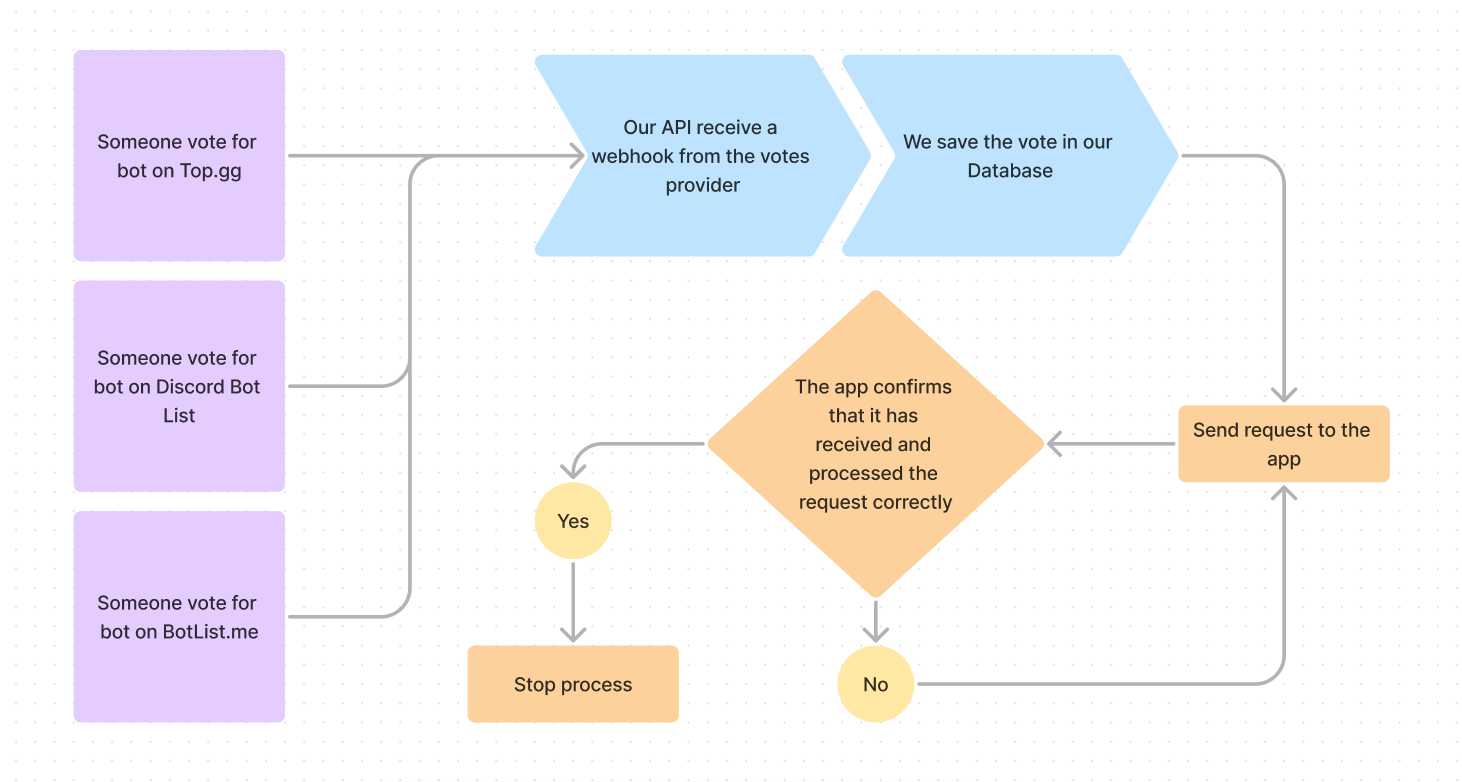 Someone vote for
bot on Top.gg
Our API receive a
webhook from the votes
provider
We save the vote in our
Database
Someone vote for
bot on Discord Bot
List
The app confirms
that it has
received and
processed the
request correctly
Send request to the
app
Yes
Someone vote for
bot on BotList.me
Stop process
No